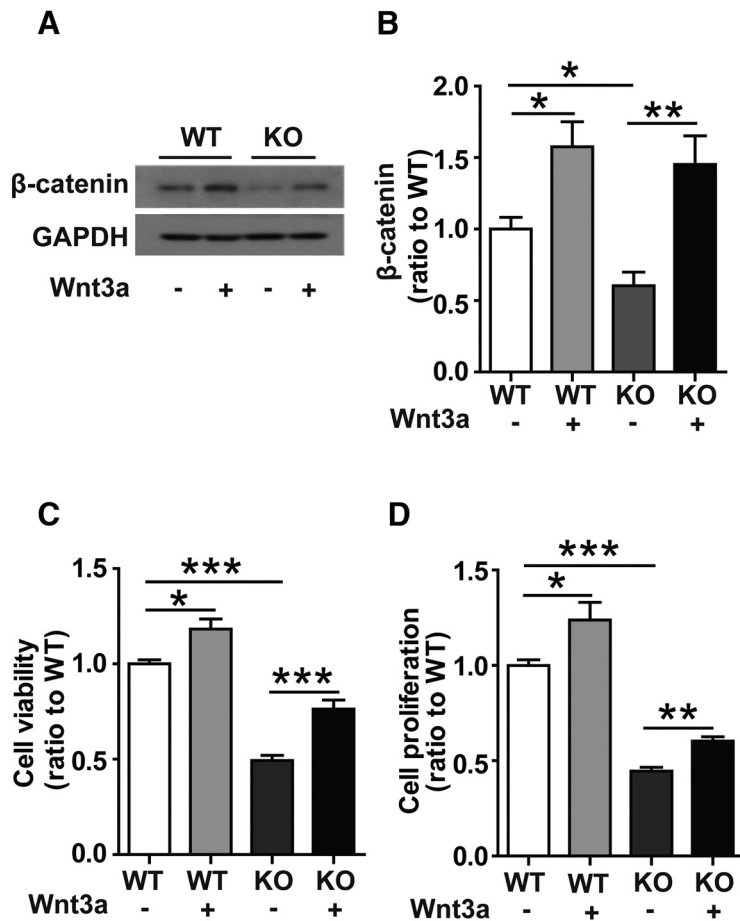 A
WT KO
β-catenin
GAPDH
Wnt3a - + - +
B
* * **
β-catenin
(ratio to WT)
2.0
1.5
1.0
0.5
0.0
WT WT KO KO
Wnt3a - + - +
C
*** * ***
Cell viability
(ratio to WT)
1.5
1.0
0.5
0.0
WT WT KO KO
Wnt3a - + - +
D
*** * **
Cell proliferation
(ratio to WT)
1.5
1.0
0.5
0.0
WT WT KO KO
Wnt3a - + - +